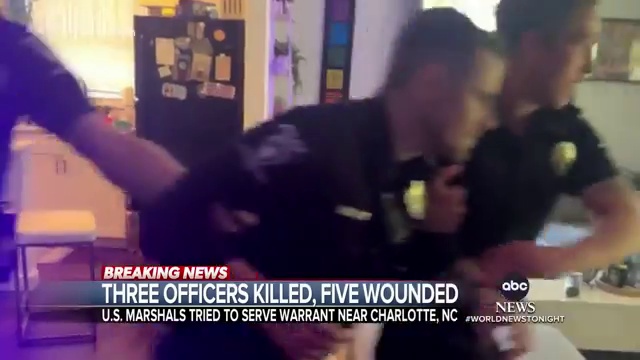 BREAKING NEWS
THREE OFFICERS KILLED, FIVE WOUNDED
U.S. MARSHALS TRIED TO SERVE WARRANT NEAR CHARLOTTE, NC
abc
NEWS
#WORLDNEWSTONIGHT